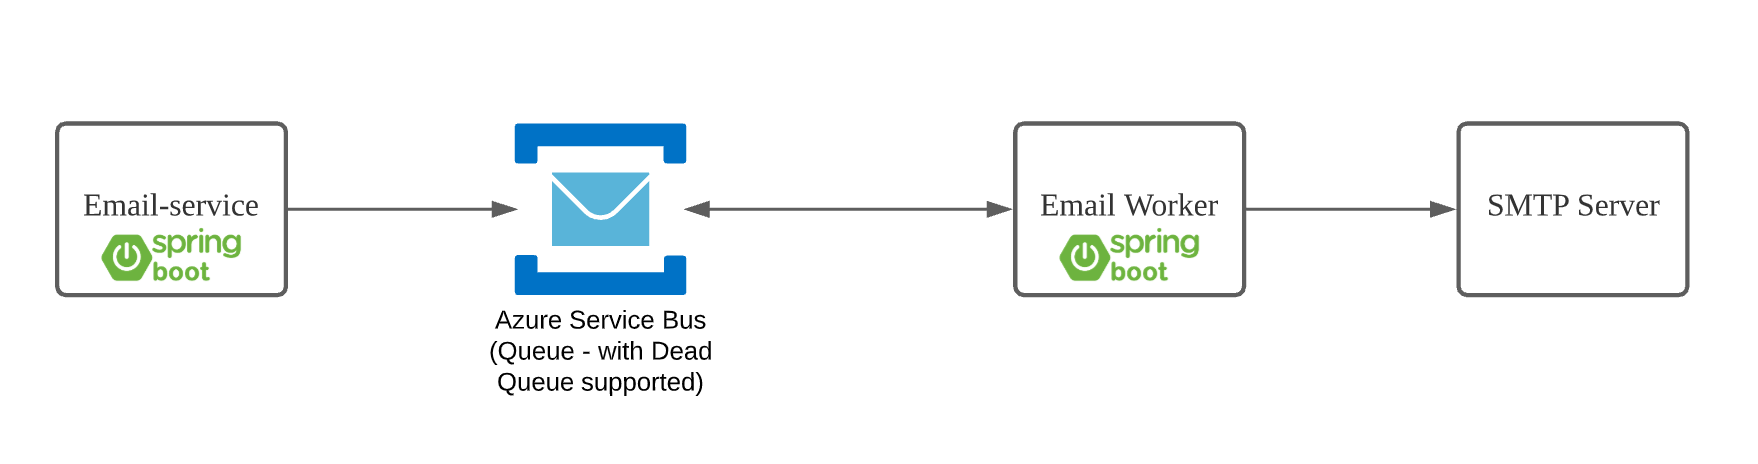 Email-service
spring
boot
Azure Service Bus
(Queue - with Dead
Queue supported)
Email Worker
spring
boot
SMTP Server